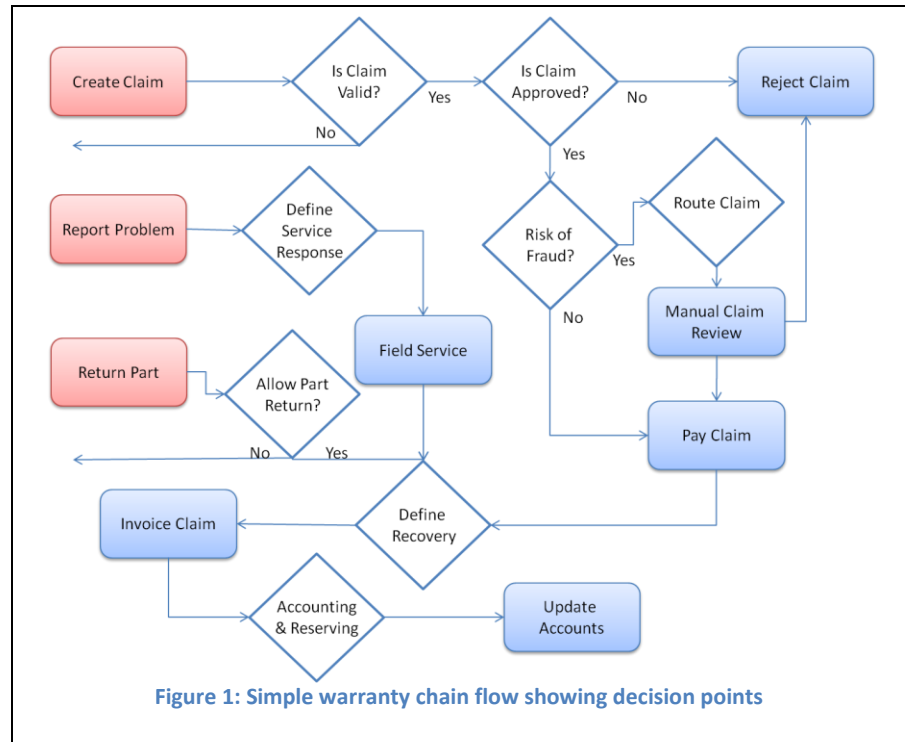 Create Claim
Is Claim
Valid?
Yes
Is Claim
Approved?
No
Reject Claim
No
Yes
Report Problem
Define
Service
Response
Risk of
Fraud?
Yes
Route Claim
No
Manual Claim
Review
Field Service
Return Part
Allow Part
Return?
No
Yes
Pay Claim
Invoice Claim
Define
Recovery
Accounting
& Reserving
Update
Accounts
Figure 1: Simple warranty chain flow showing decision points